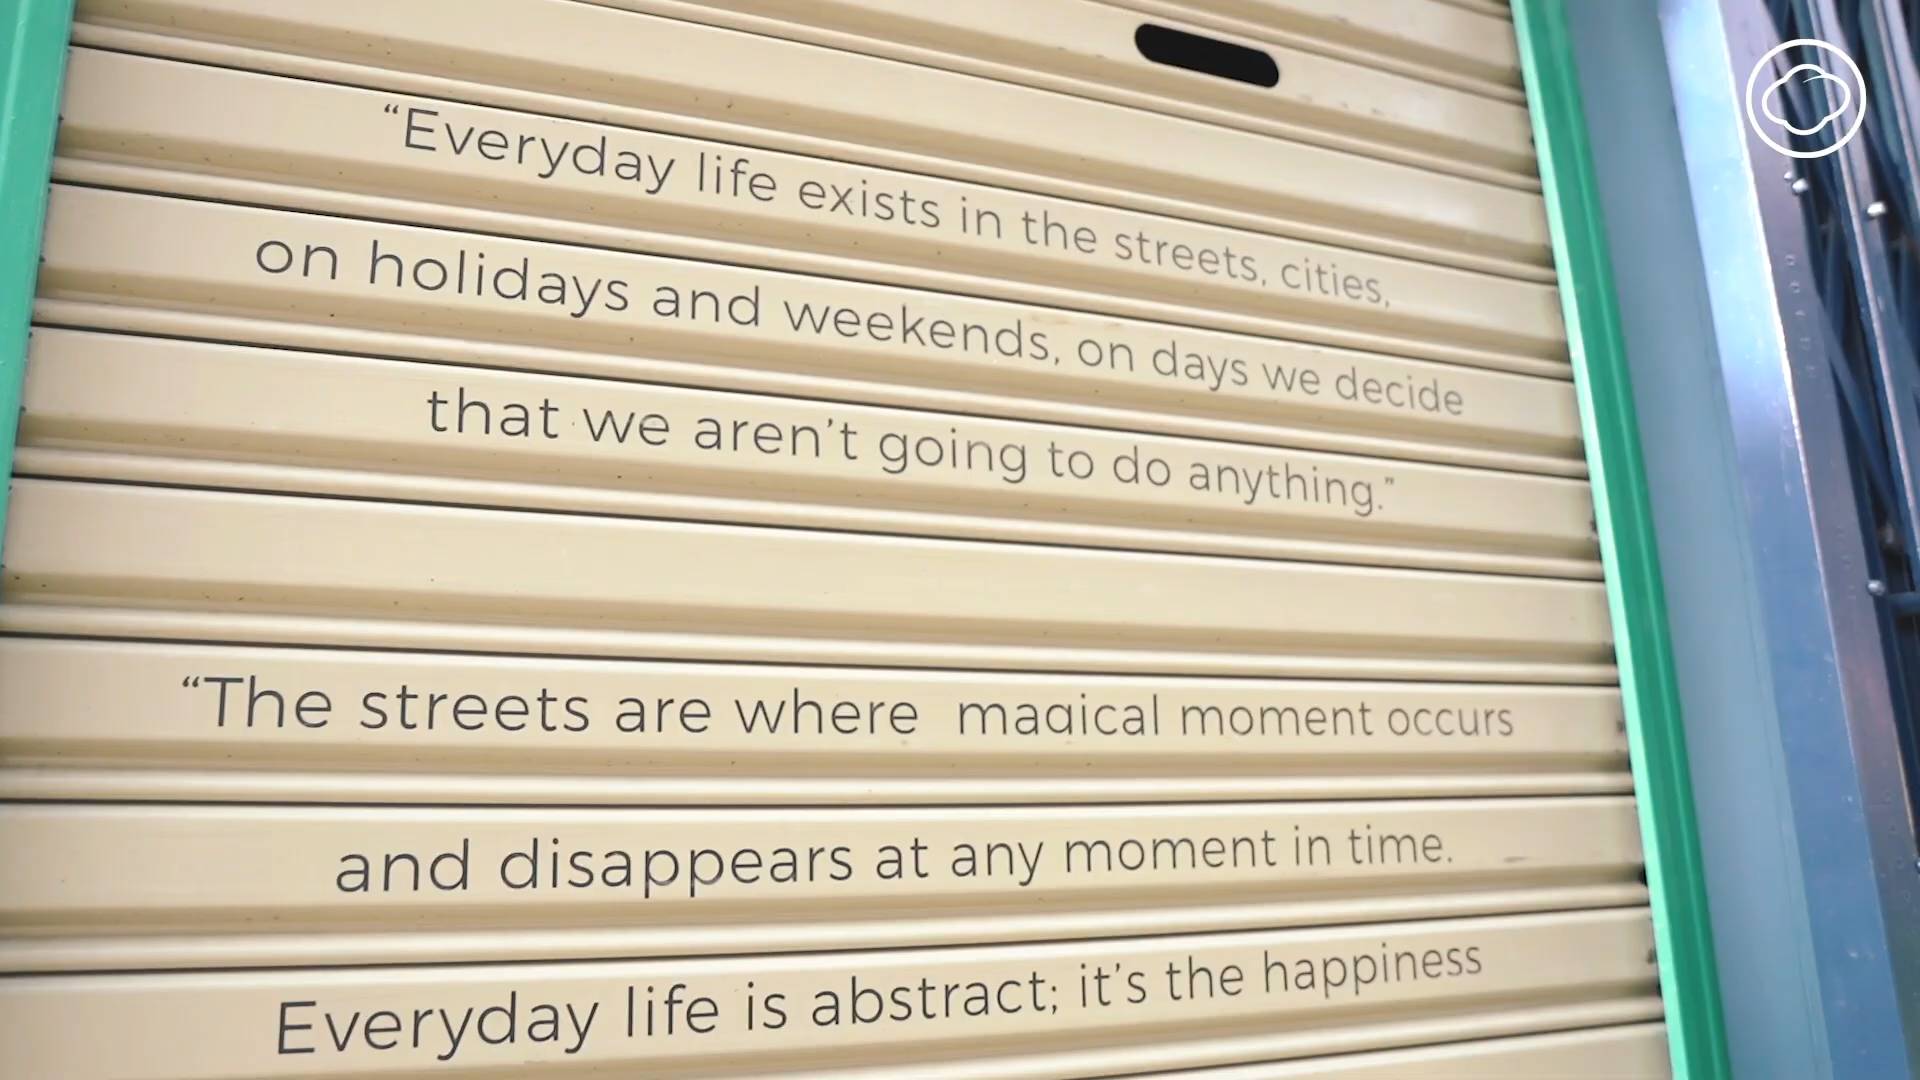 “Everyday life exists in the streets, cities,
on holidays and weekends, on days we decide
that we aren't going to do anything.”
“The streets are where magical moment occurs
and disappears at any moment in time.
Everyday life is abstract; it's the happiness